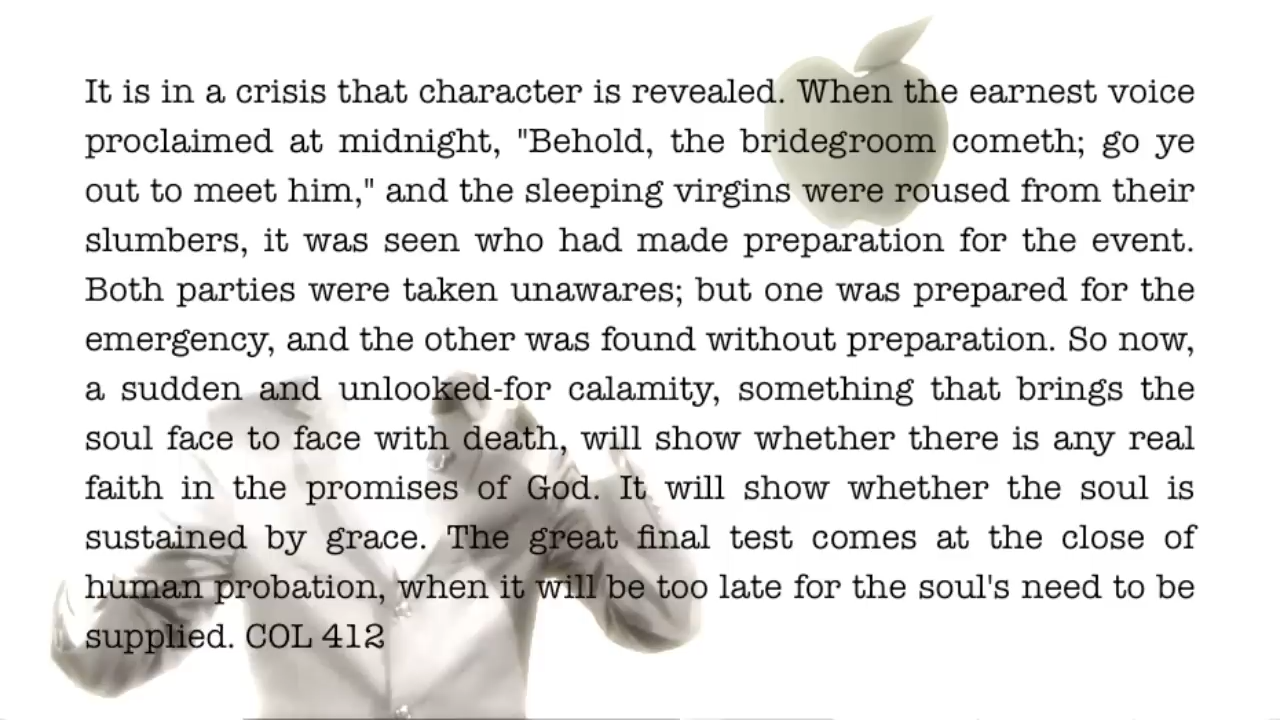 It is in a crisis that character is revealed. When the earnest voice
proclaimed at midnight, "Behold, the bridegroom cometh; go ye
out to meet him," and the sleeping virgins were roused from their
slumbers, it was seen who had made preparation for the event.
Both parties were taken unawares; but one was prepared for the
emergency, and the other was found without preparation. So now,
a sudden and unlooked-for calamity, something that brings the
soul face to face with death, will show whether there is any real
faith in the promises of God. It will show whether the soul is
sustained by grace. The great final test comes at the close of
human probation, when it will be too late for the soul's need to be
supplied. COL 412